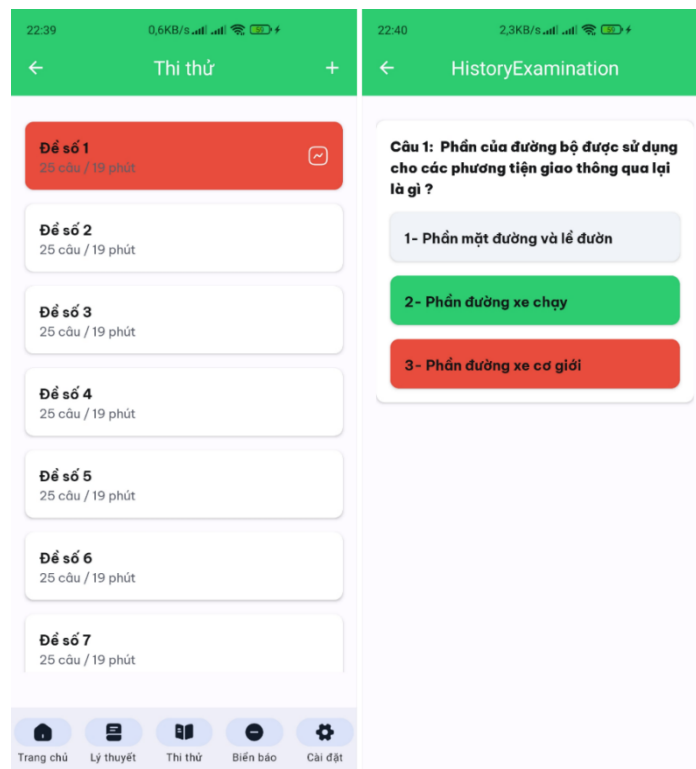 22:39 0,6KB/s 59
Thi thử +
Đề số 1
25 câu / 19 phút
Đề số 2
25 câu / 19 phút
Đề số 3
25 câu / 19 phút
Đề số 4
25 câu / 19 phút
Đề số 5
25 câu / 19 phút
Đề số 6
25 câu / 19 phút
Đề số 7
25 câu / 19 phút
Trang chủ Lý thuyết Thi thử Biển báo Cài đặt
22:40 2,3KB/s 59
HistoryExamination
Câu 1: Phần của đường bộ được sử dụng
cho các phương tiện giao thông qua lại
là gì ?
1- Phần mặt đường và lề đườn
2- Phần đường xe chạy
3- Phần đường xe cơ giới